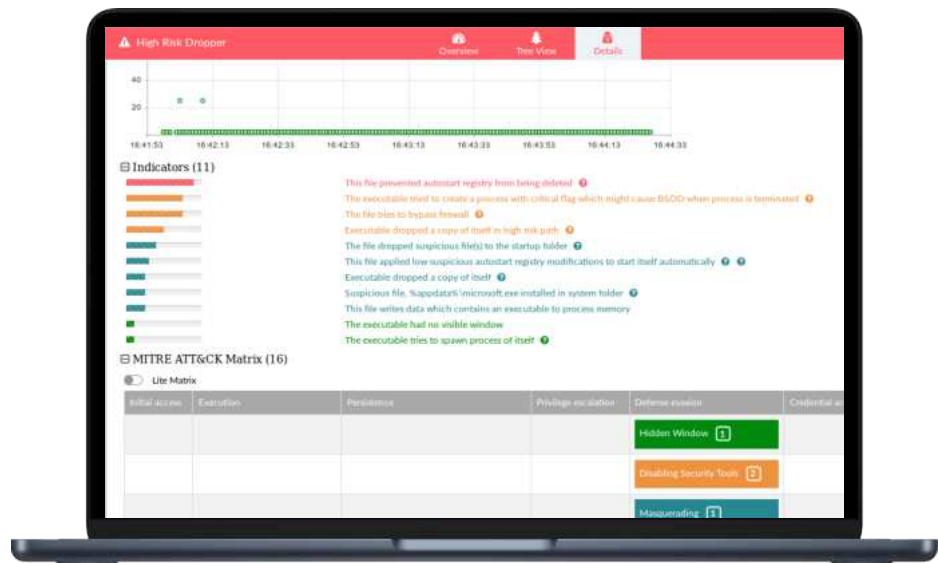 High Risk Dropper
Overview
Tree View
Details
40
20
16:41:53 16:42:13 16:42:33 16:42:53 16:43:13 16:43:33 16:43:53 16:44:13 16:44:33
Indicators (11)
This file prevented autostart registry from being deleted
The executable tried to create a process with critical flag which might cause BSOD when process is terminated
The file tries to bypass firewall
Executable dropped a copy of itself in high risk path
The file dropped suspicious file(s) to the startup folder
This file applied low suspicious autostart registry modifications to start itself automatically
Executable dropped a copy of itself
Suspicious file, %appdata%\microsoft.exe installed in system folder
This file writes data which contains an executable to process memory
The executable had no visible window
The executable tries to spawn process of itself
MITRE ATT&CK Matrix (16)
Lite Matrix
Initial access Execution Persistence Privilege escalation Defense evasion Credential ac
Hidden Window 1
Disabling Security Tools 2
Masquerading 1